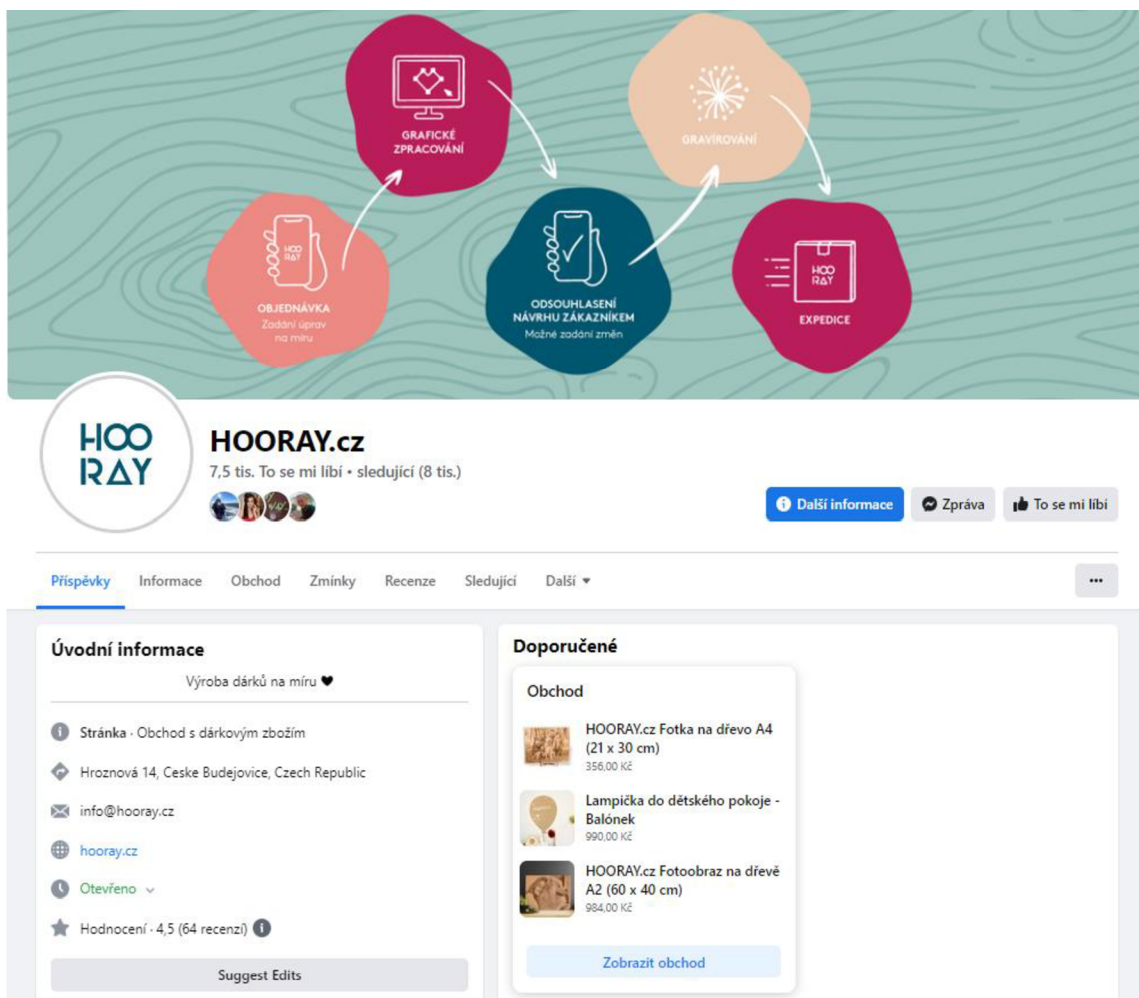 GRAFICKÉ
ZPRACOVÁNÍ
GRAVÍROVÁNÍ
HOO
RAY
OBJEDNÁVKA
Zadání úprav
na míru
ODSOUHLASENÍ
NÁVRHU ZÁKAZNÍKEM
Možné zadání změn
HOO
RAY
EXPEDICE
HOO
RAY
HOORAY.cz
7,5 tis. To se mi líbí • sledující (8 tis.)
Další informace
Zpráva
To se mi líbí
Příspěvky Informace Obchod Zmínky Recenze Sledující Další
Úvodní informace
Výroba dárků na míru
Stránka · Obchod s dárkovým zbožím
Hroznová 14, Ceske Budejovice, Czech Republic
info@hooray.cz
hooray.cz
Otevřeno
Hodnocení · 4,5 (64 recenzí)
Suggest Edits
Doporučené
Obchod
HOORAY.cz Fotka na dřevo A4
(21 x 30 cm)
356,00 Kč
Lampička do dětského pokoje -
Balónek
990,00 Kč
HOORAY.cz Fotoobraz na dřevě
A2 (60 x 40 cm)
984,00 Kč
Zobrazit obchod